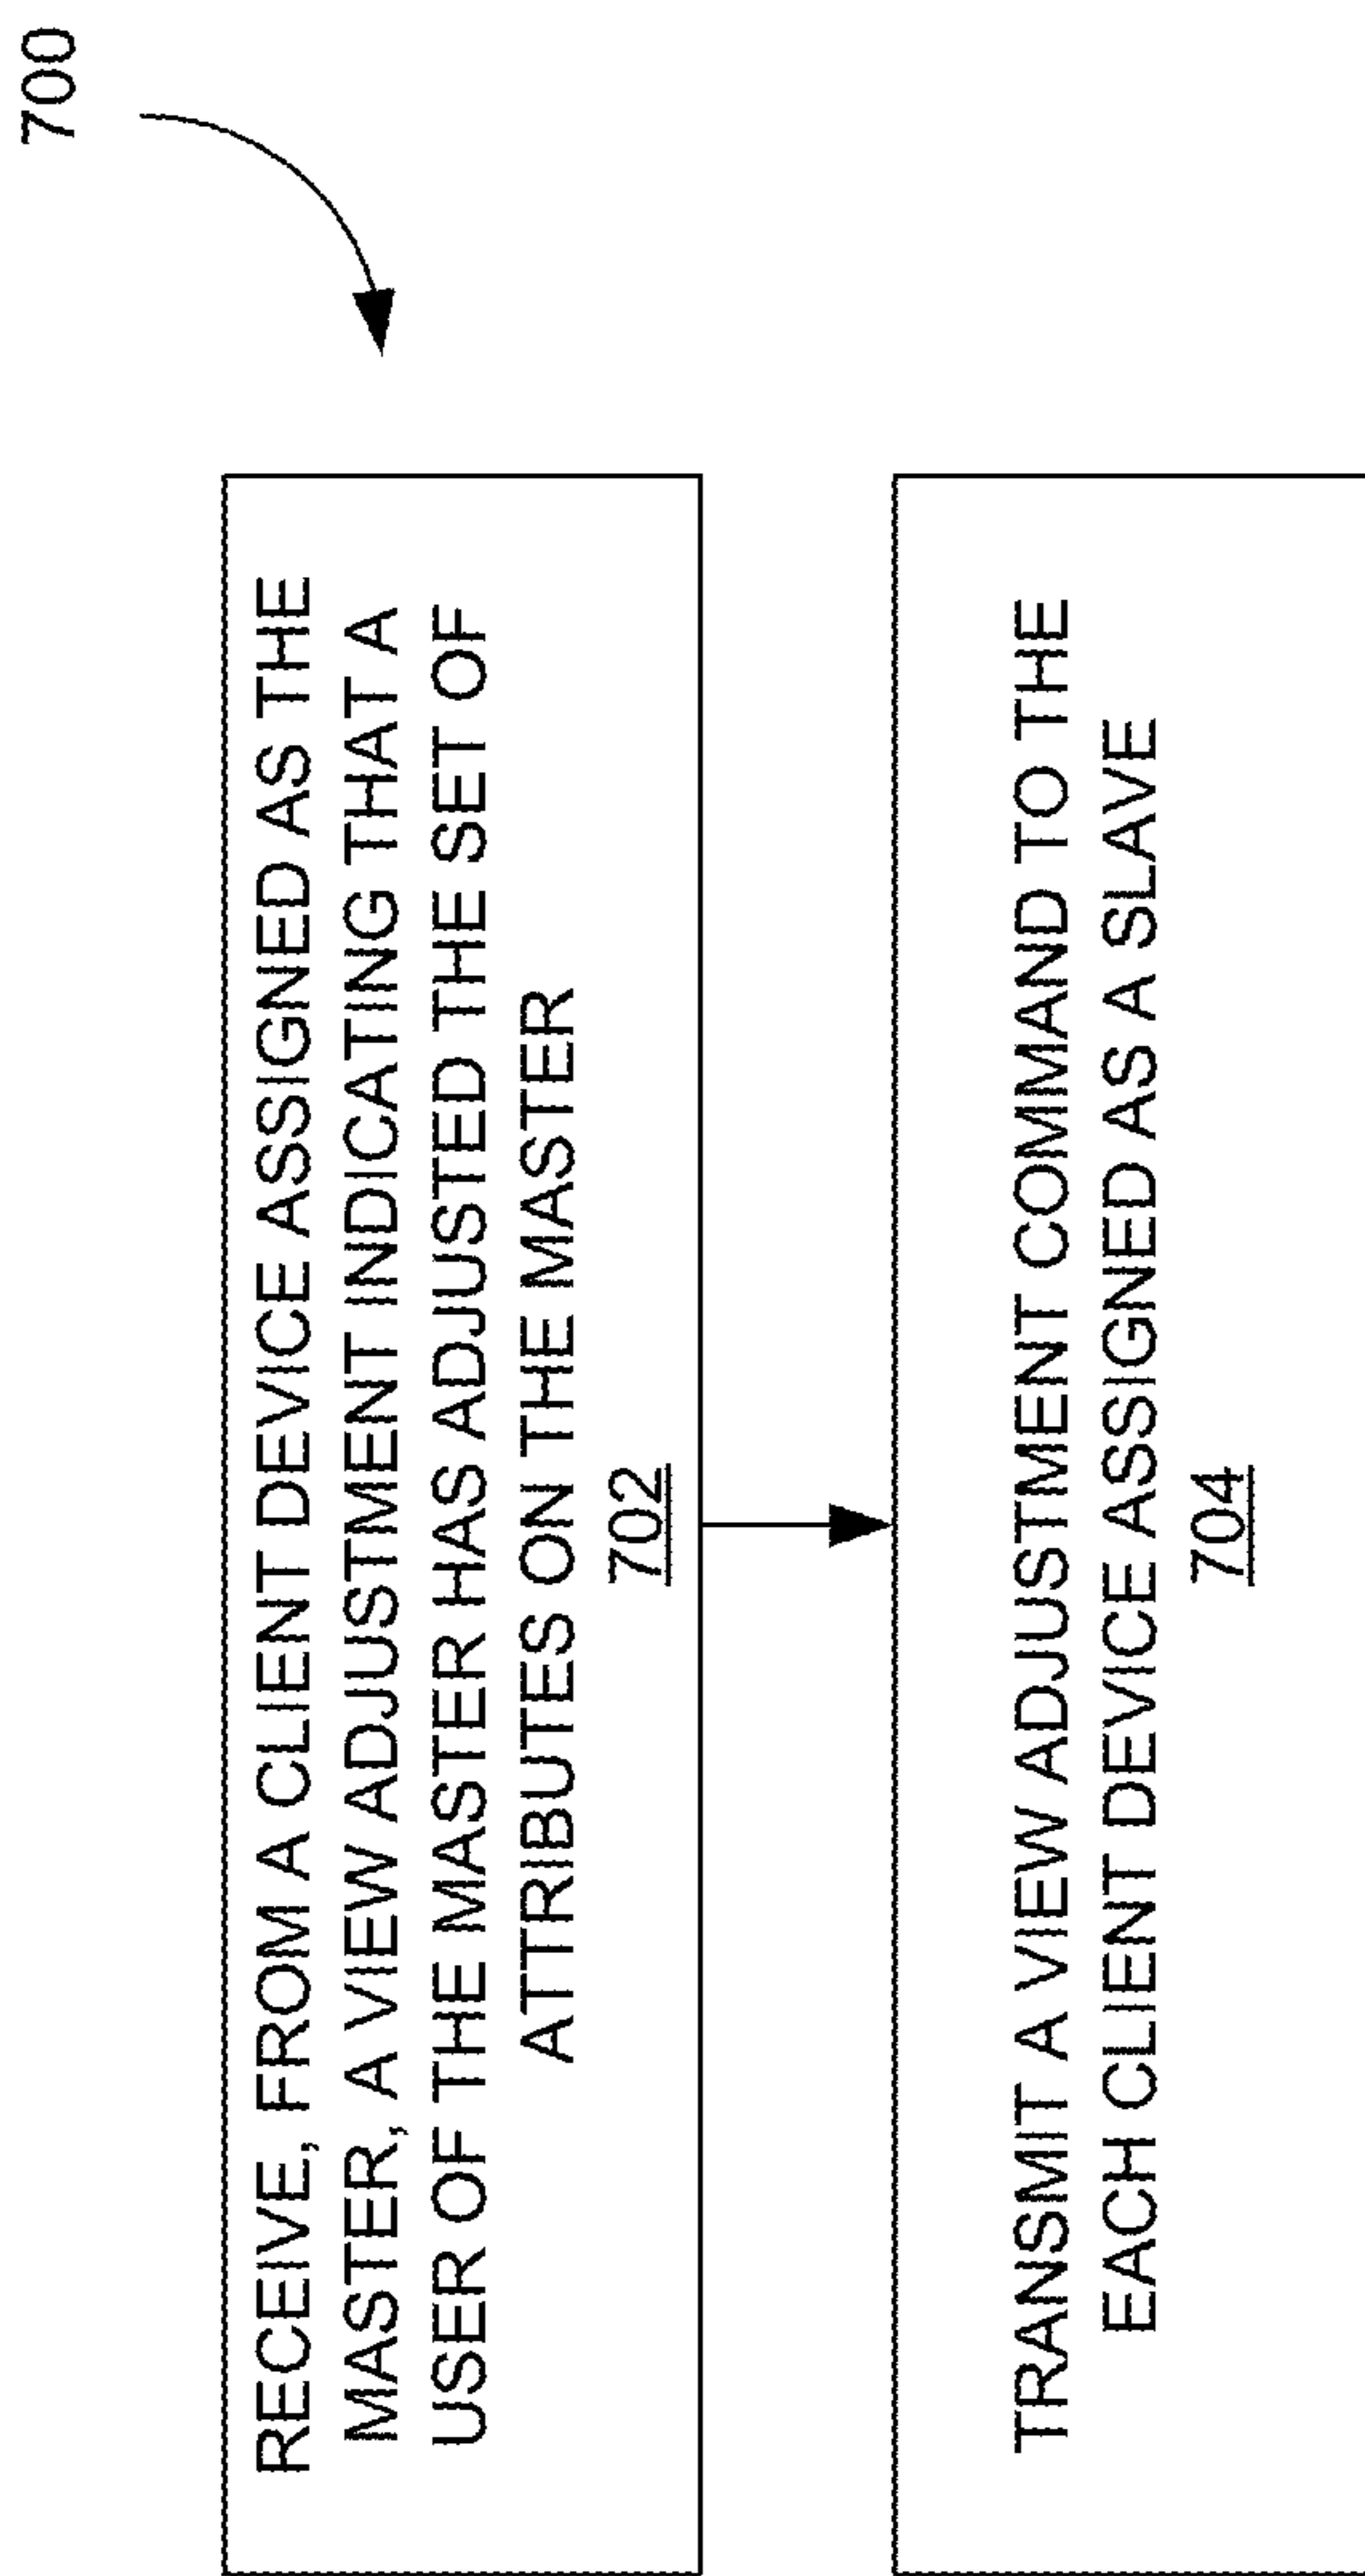 700
RECEIVE, FROM A CLIENT DEVICE ASSIGNED AS THE
MASTER, A VIEW ADJUSTMENT INDICATING THAT A
USER OF THE MASTER HAS ADJUSTED THE SET OF
ATTRIBUTES ON THE MASTER
702
TRANSMIT A VIEW ADJUSTMENT COMMAND TO THE
EACH CLIENT DEVICE ASSIGNED AS A SLAVE
704